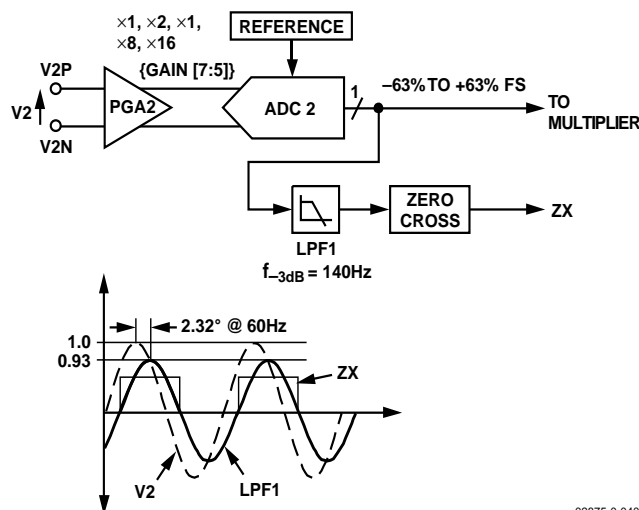 ×1, ×2, ×1,
×8, ×16
REFERENCE
{GAIN [7:5]}
V2P
V2
V2N
PGA2
ADC 2
1
–63% TO +63% FS
TO
MULTIPLIER
LPF1
f–3dB = 140Hz
ZERO
CROSS
ZX
2.32° @ 60Hz
1.0
0.93
ZX
V2
LPF1